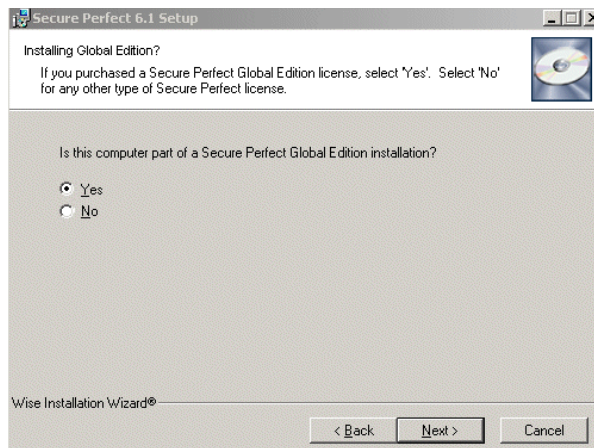 Secure Perfect 6.1 Setup
Installing Global Edition?
If you purchased a Secure Perfect Global Edition license, select 'Yes'. Select 'No'
for any other type of Secure Perfect license.
Is this computer part of a Secure Perfect Global Edition installation?
Yes
No
Wise Installation Wizard®
< Back
Next >
Cancel